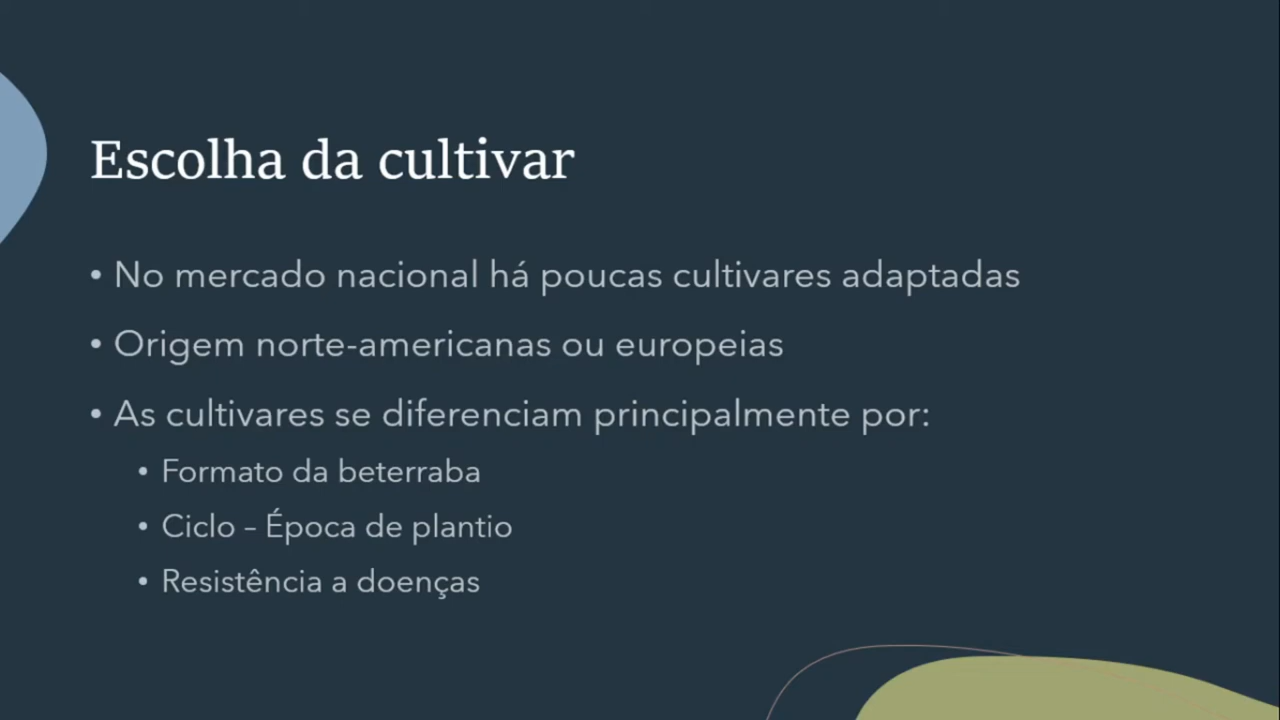 Escolha da cultivar
• No mercado nacional há poucas cultivares adaptadas
• Origem norte-americanas ou europeias
• As cultivares se diferenciam principalmente por:
• Formato da beterraba
• Ciclo – Época de plantio
• Resistência a doenças